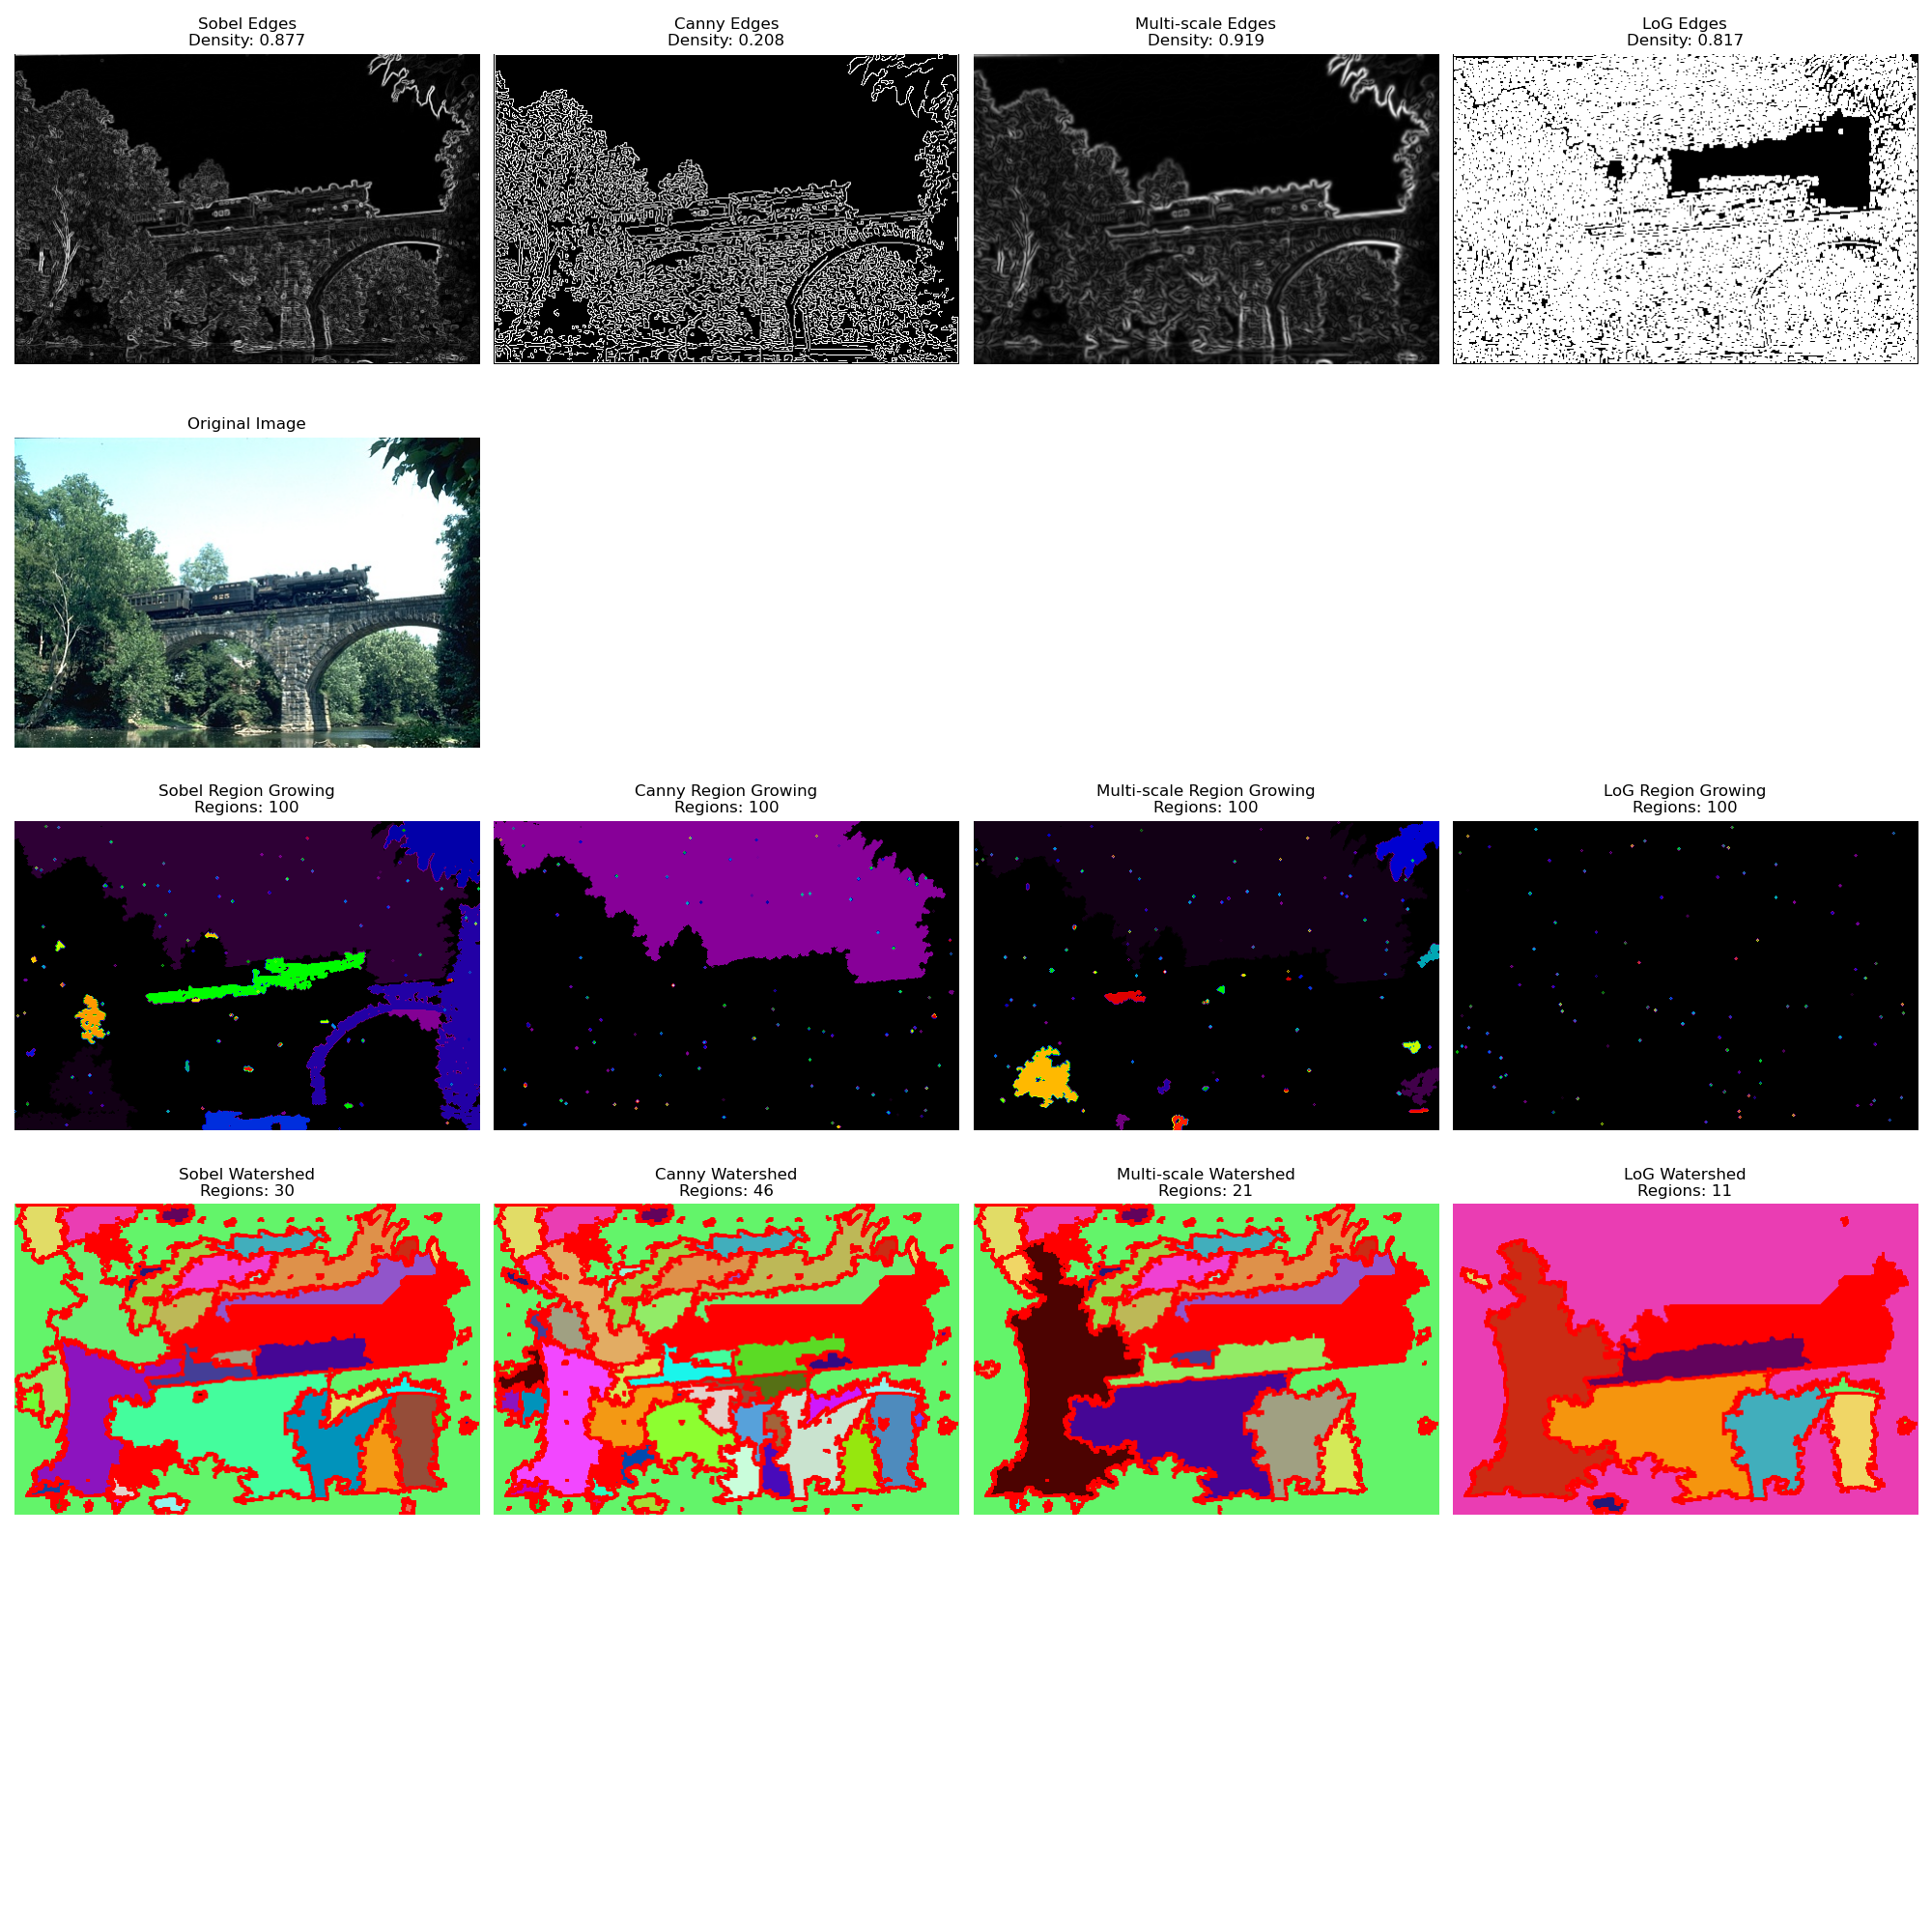 Sobel Edges
Density: 0.877
Canny Edges
Density: 0.208
Multi-scale Edges
Density: 0.919
LoG Edges
Density: 0.817
Original Image
425
Sobel Region Growing
Regions: 100
Canny Region Growing
Regions: 100
Multi-scale Region Growing
Regions: 100
LoG Region Growing
Regions: 100
Sobel Watershed
Regions: 30
Canny Watershed
Regions: 46
Multi-scale Watershed
Regions: 21
LoG Watershed
Regions: 11